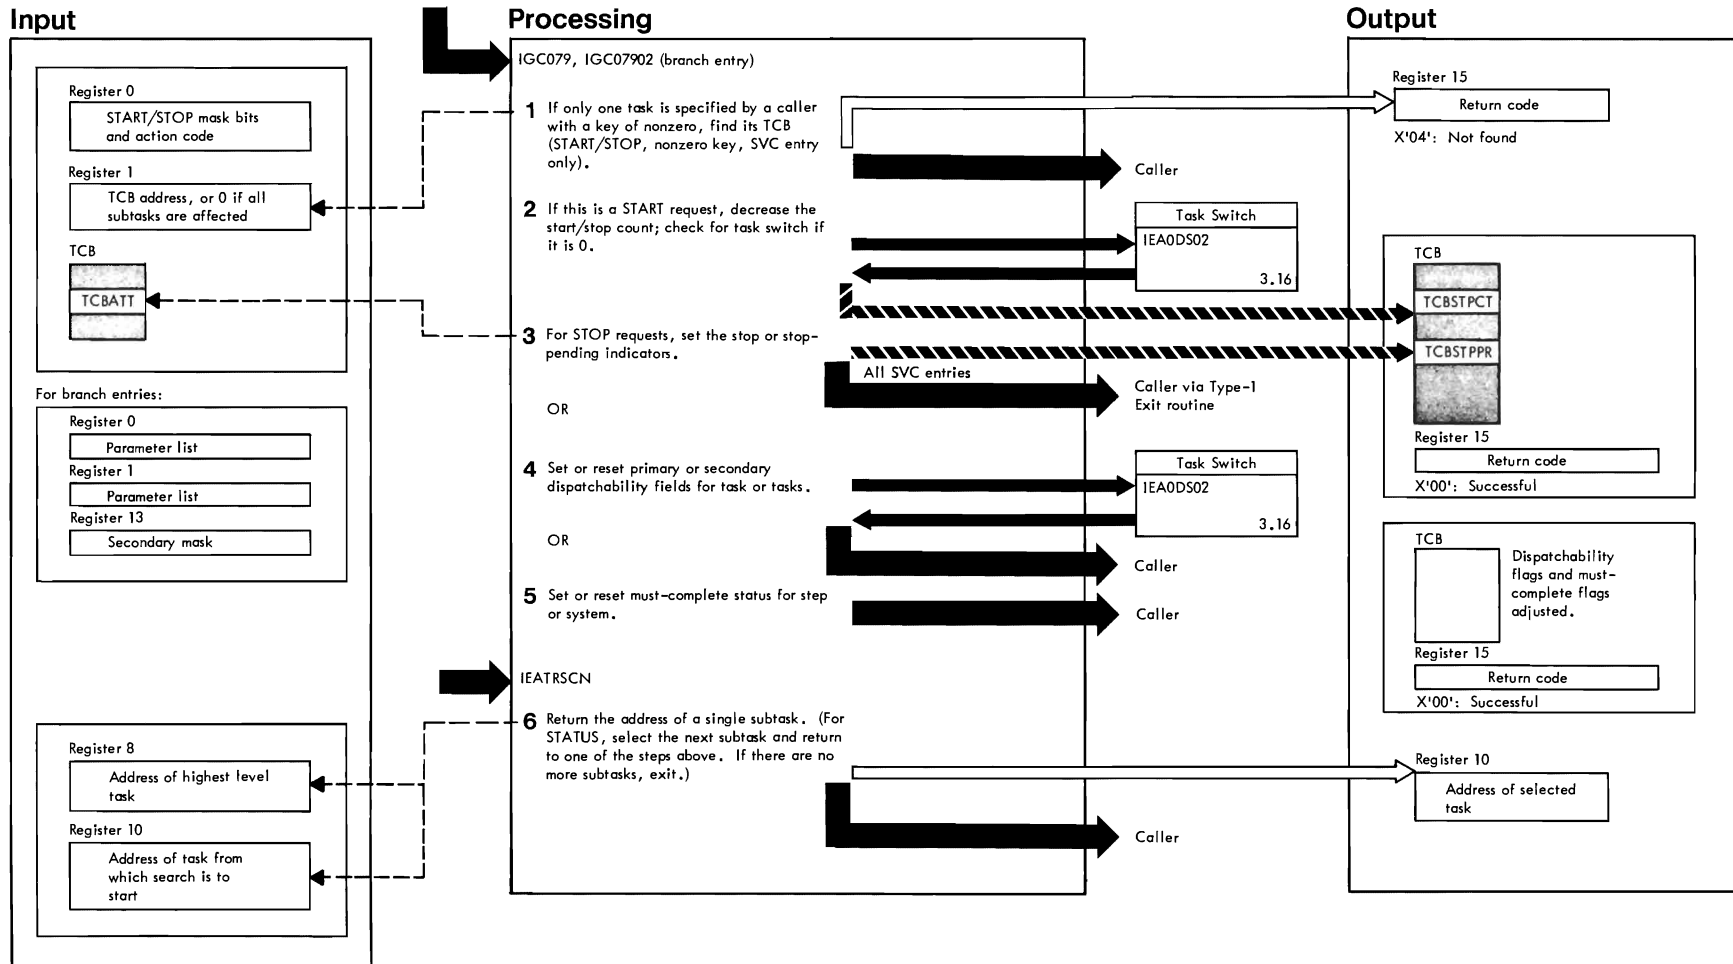 Input
Register 0
START/STOP mask bits
and action code
Register 1
TCB address, or 0 if all
subtasks are affected
TCB
TCBATT
For branch entries:
Register 0
Parameter list
Register 1
Parameter list
Register 13
Secondary mask
Register 8
Address of highest level
task
Register 10
Address of task from
which search is to
start
Processing
IGC079, IGC07902 (branch entry)
1 If only one task is specified by a caller
with a key of nonzero, find its TCB
(START/STOP, nonzero key, SVC entry
only).
Caller
2 If this is a START request, decrease the
start/stop count; check for task switch if
it is 0.
Task Switch
IEA0DS02
3.16
3 For STOP requests, set the stop or stop-
pending indicators.
All SVC entries
Caller via Type-1
Exit routine
OR
4 Set or reset primary or secondary
dispatchability fields for task or tasks.
Task Switch
IEA0DS02
3.16
OR
Caller
5 Set or reset must-complete status for step
or system.
Caller
IEATRSCN
6 Return the address of a single subtask. (For
STATUS, select the next subtask and return
to one of the steps above. If there are no
more subtasks, exit.)
Caller
Output
Register 15
Return code
X'04': Not found
TCB
TCBSTPCT
TCBSTPPR
Register 15
Return code
X'00': Successful
TCB
Dispatchability
flags and must-
complete flags
adjusted.
Register 15
Return code
X'00': Successful
Register 10
Address of selected
task